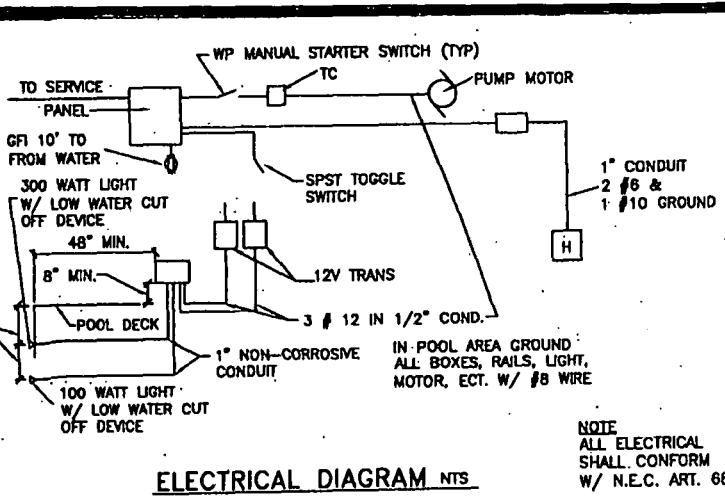 WP MANUAL STARTER SWITCH (TYP)
TC
TO SERVICE
PUMP MOTOR
PANEL
GFI 10' TO
FROM WATER
SPST TOGGLE
SWITCH
1" CONDUIT
2 #6 &
1 #10 GROUND
300 WATT LIGHT
W/ LOW WATER CUT
OFF DEVICE
48" MIN.
H
8" MIN.
12V TRANS
POOL DECK
3 # 12 IN 1/2" COND.
1" NON-CORROSIVE
CONDUIT
IN POOL AREA GROUND
ALL BOXES, RAILS, LIGHT,
MOTOR, ECT. W/ #8 WIRE
100 WATT LIGHT
W/ LOW WATER CUT
OFF DEVICE
NOTE
ALL ELECTRICAL
SHALL CONFORM
W/ N.E.C. ART.
ELECTRICAL DIAGRAM NTS